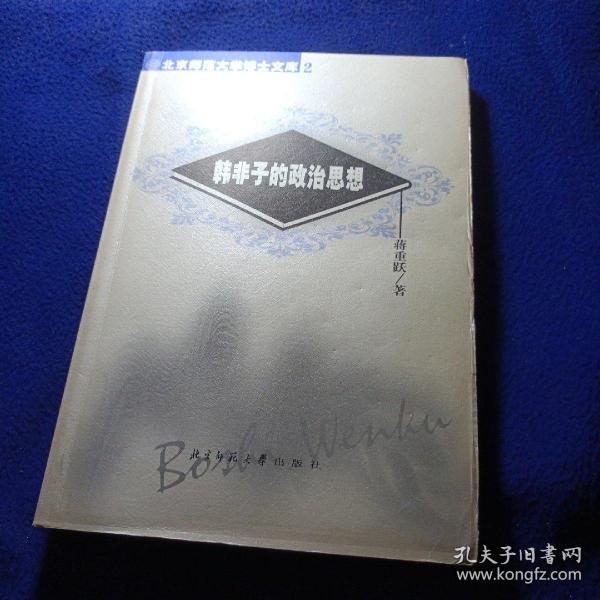 北京师范大学博士文库2
韩非子的政治思想
蒋重跃/著
Boshi Wenku
北京师范大学出版社
孔夫子旧书网
www.kongfz.com